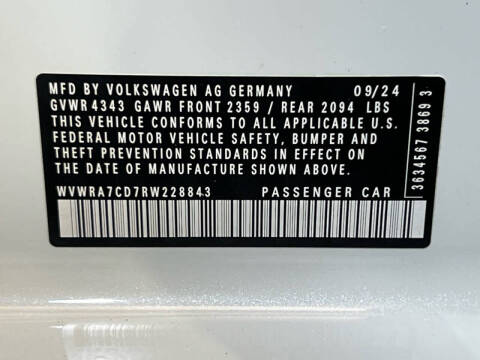 MFD BY VOLKSWAGEN AG GERMANY 09/24
GVWR 4343 GAWR FRONT 2359 / REAR 2094 LBS
THIS VEHICLE CONFORMS TO ALL APPLICABLE U.S.
FEDERAL MOTOR VEHICLE SAFETY, BUMPER AND
THEFT PREVENTION STANDARDS IN EFFECT ON
THE DATE OF MANUFACTURE SHOWN ABOVE.
WVWRA7CD7RW228843 PASSENGER CAR
3634567 3869 3